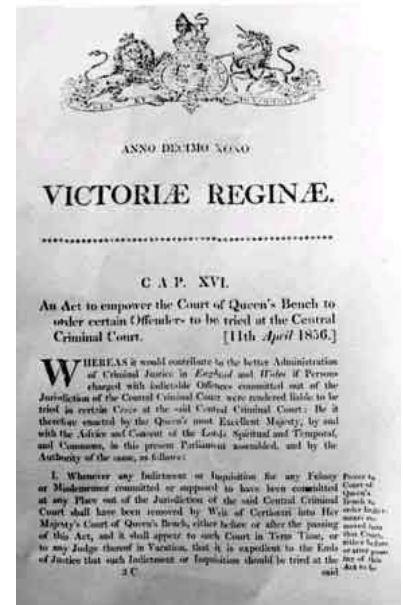 ANNO DECIMO NONO
VICTORIÆ REGINÆ.
CAP. XVI.
An Act to empower the Court of Queen's Bench to
order certain Offenders to be tried at the Central
Criminal Court. [11th April 1856.]
WHEREAS it would contribute to the better Administration
of Criminal Justice in England and Wales if Persons
charged with indictable Offences committed out of the
Jurisdiction of the Central Criminal Court were rendered liable to be
tried in certain Cases at the said Central Criminal Court: Be it
therefore enacted by the Queen's most Excellent Majesty, by and
with the Advice and Consent of the Lords Spiritual and Temporal,
and Commons, in this present Parliament assembled, and by the
Authority of the same, as follows:
I. Whenever any Indictment or Inquisition for any Felony
or Misdemeanor committed or supposed to have been committed
at any Place out of the Jurisdiction of the said Central Criminal
Court shall have been removed by Writ of Certiorari into Her
Majesty's Court of Queen's Bench, either before or after the passing
of this Act, and it shall appear to such Court in Term Time, or
to any Judge thereof in Vacation, that it is expedient to the Ends
of Justice that such Indictment or Inquisition should be tried at the
2 C said
Power to
Court of
Queen's
Bench to
order Indict-
ments re-
moved into
that Court,
either before
or after pass-
ing of this
Act to be